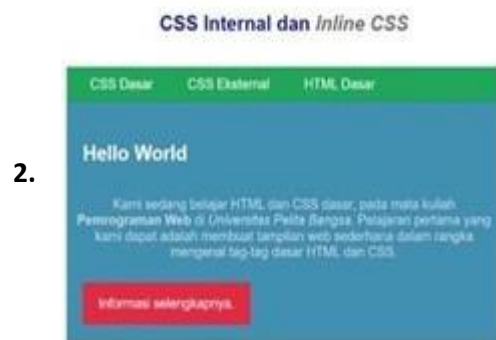 CSS Internal dan Inline CSS
CSS Dasar CSS Eksternal HTML Dasar
2.
Hello World
Kami sedang belajar HTML dan CSS dasar, pada mata kuliah
Pemrograman Web di Universitas Pelita Bangsa. Pelajaran pertama yang
kami dapat adalah membuat tampilan web sederhana dalam rangka
mengenal tag-tag dasar HTML dan CSS.
Informasi selengkapnya.